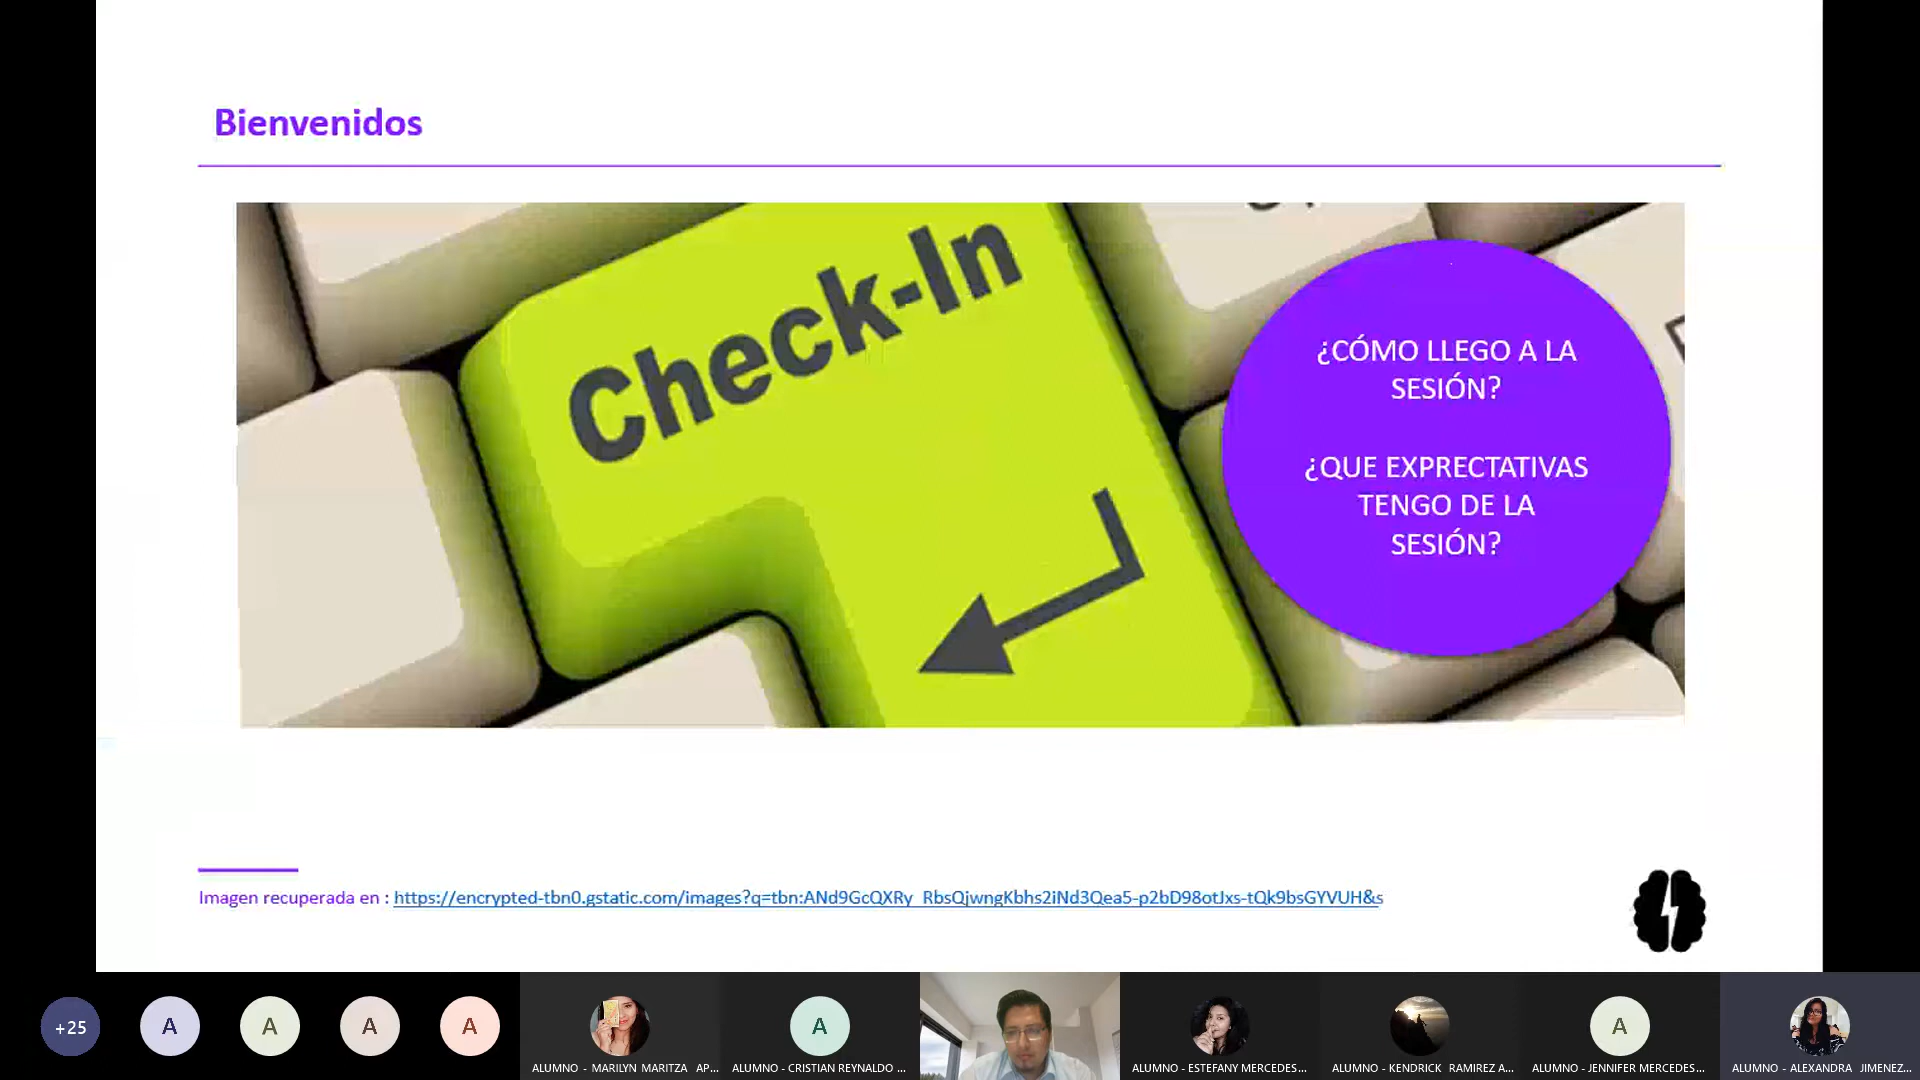 Bienvenidos
Check-In
¿CÓMO LLEGO A LA
SESIÓN?
¿QUE EXPRECTATIVAS
TENGO DE LA
SESIÓN?
Imagen recuperada en : https://encrypted-tbn0.gstatic.com/images?q=tbn:ANd9GcQXRy_RbsQjwngKbhs2iNd3Qea5-p2bD98otJxs-tQk9bsGYVUH&s
+25
A
A
A
A
A
A
ALUMNO - MARILYN MARITZA AP...
ALUMNO - CRISTIAN REYNALDO ...
ALUMNO - ESTEFANY MERCEDES...
ALUMNO - KENDRICK RAMIREZ A...
ALUMNO - JENNIFER MERCEDES...
ALUMNO - ALEXANDRA JIMENEZ...